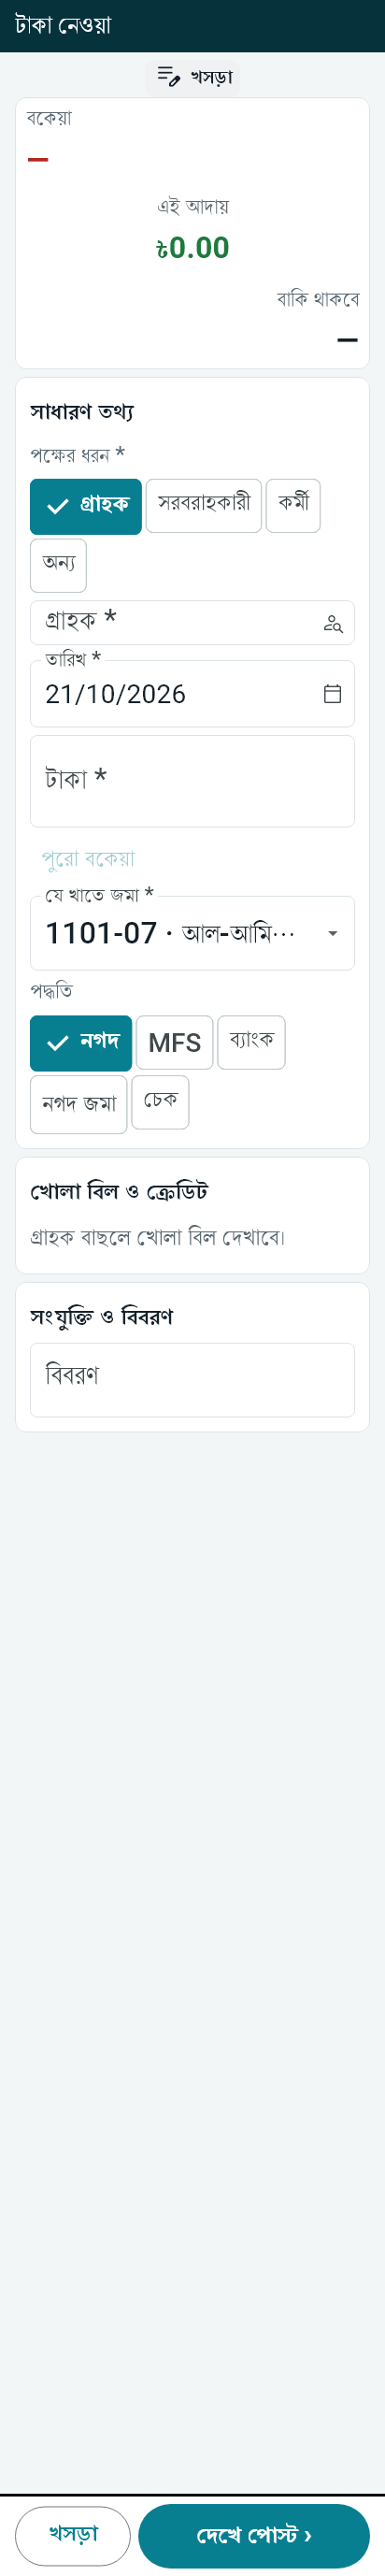 টাকা নেওয়া
খসড়া
বকেয়া
–
এই আদায়
৳0.00
বাকি থাকবে
–
সাধারণ তথ্য
পক্ষের ধরন *
গ্রাহক সরবরাহকারী কর্মী
অন্য
গ্রাহক *
তারিখ *
21/10/2026
টাকা *
পুরো বকেয়া
যে খাতে জমা *
1101-07 · আল-আমি...
পদ্ধতি
নগদ MFS ব্যাংক
নগদ জমা চেক
খোলা বিল ও ক্রেডিট
গ্রাহক বাছলে খোলা বিল দেখাবে।
সংযুক্তি ও বিবরণ
বিবরণ
খসড়া দেখে পোস্ট ›